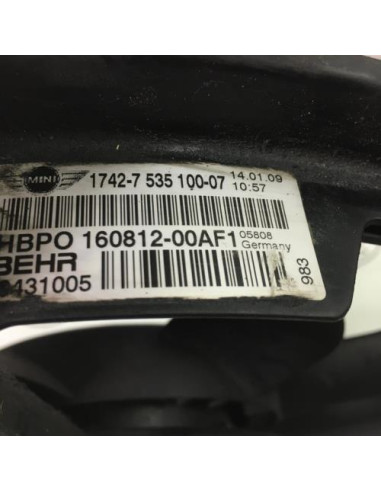 MINI 1742-7 535 100-07 14.01.09
10:57
HBPO 160812-00AF1 05808
Germany
BEHR
431005
983